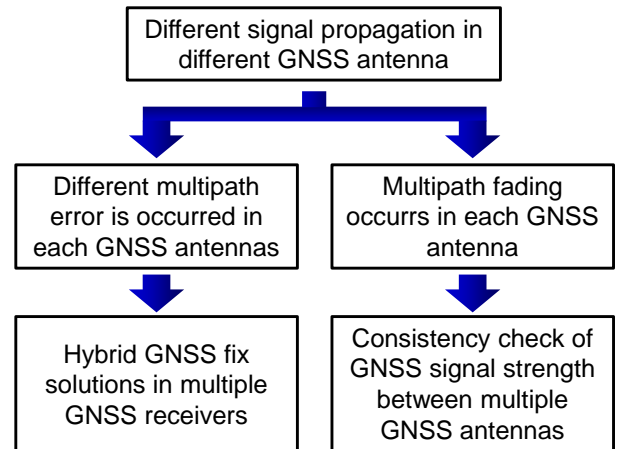 Different signal propagation in
different GNSS antenna
Different multipath
error is occurred in
each GNSS antennas
Multipath fading
occurrs in each GNSS
antenna
Hybrid GNSS fix
solutions in multiple
GNSS receivers
Consistency check of
GNSS signal strength
between multiple
GNSS antennas